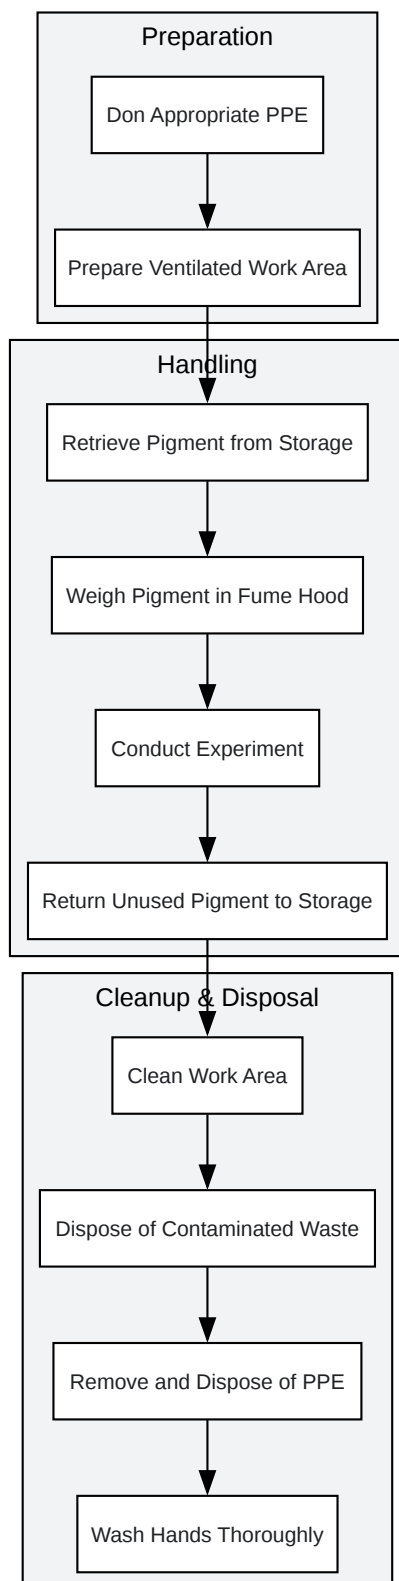 Preparation
Don Appropriate PPE
Prepare Ventilated Work Area
Handling
Retrieve Pigment from Storage
Weigh Pigment in Fume Hood
Conduct Experiment
Return Unused Pigment to Storage
Cleanup & Disposal
Clean Work Area
Dispose of Contaminated Waste
Remove and Dispose of PPE
Wash Hands Thoroughly